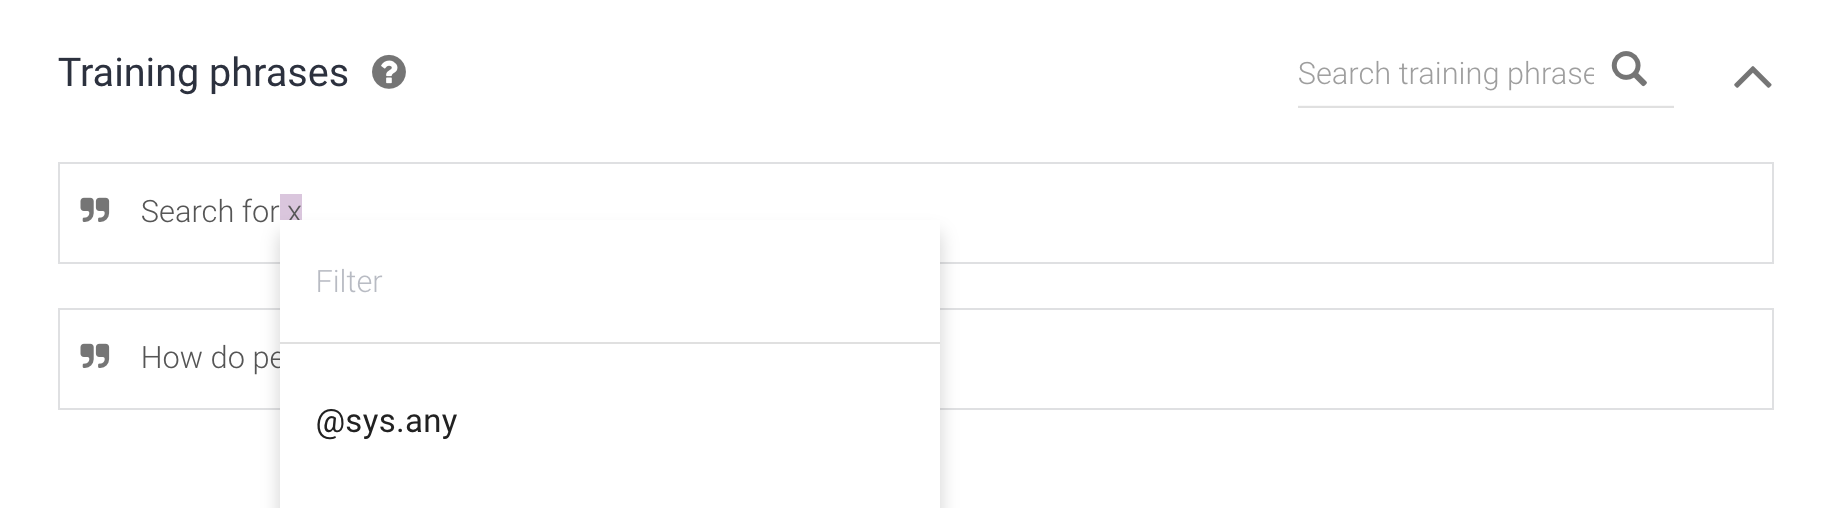 Training phrases
Search training phrase
Search for x
Filter
How do pe
@sys.any